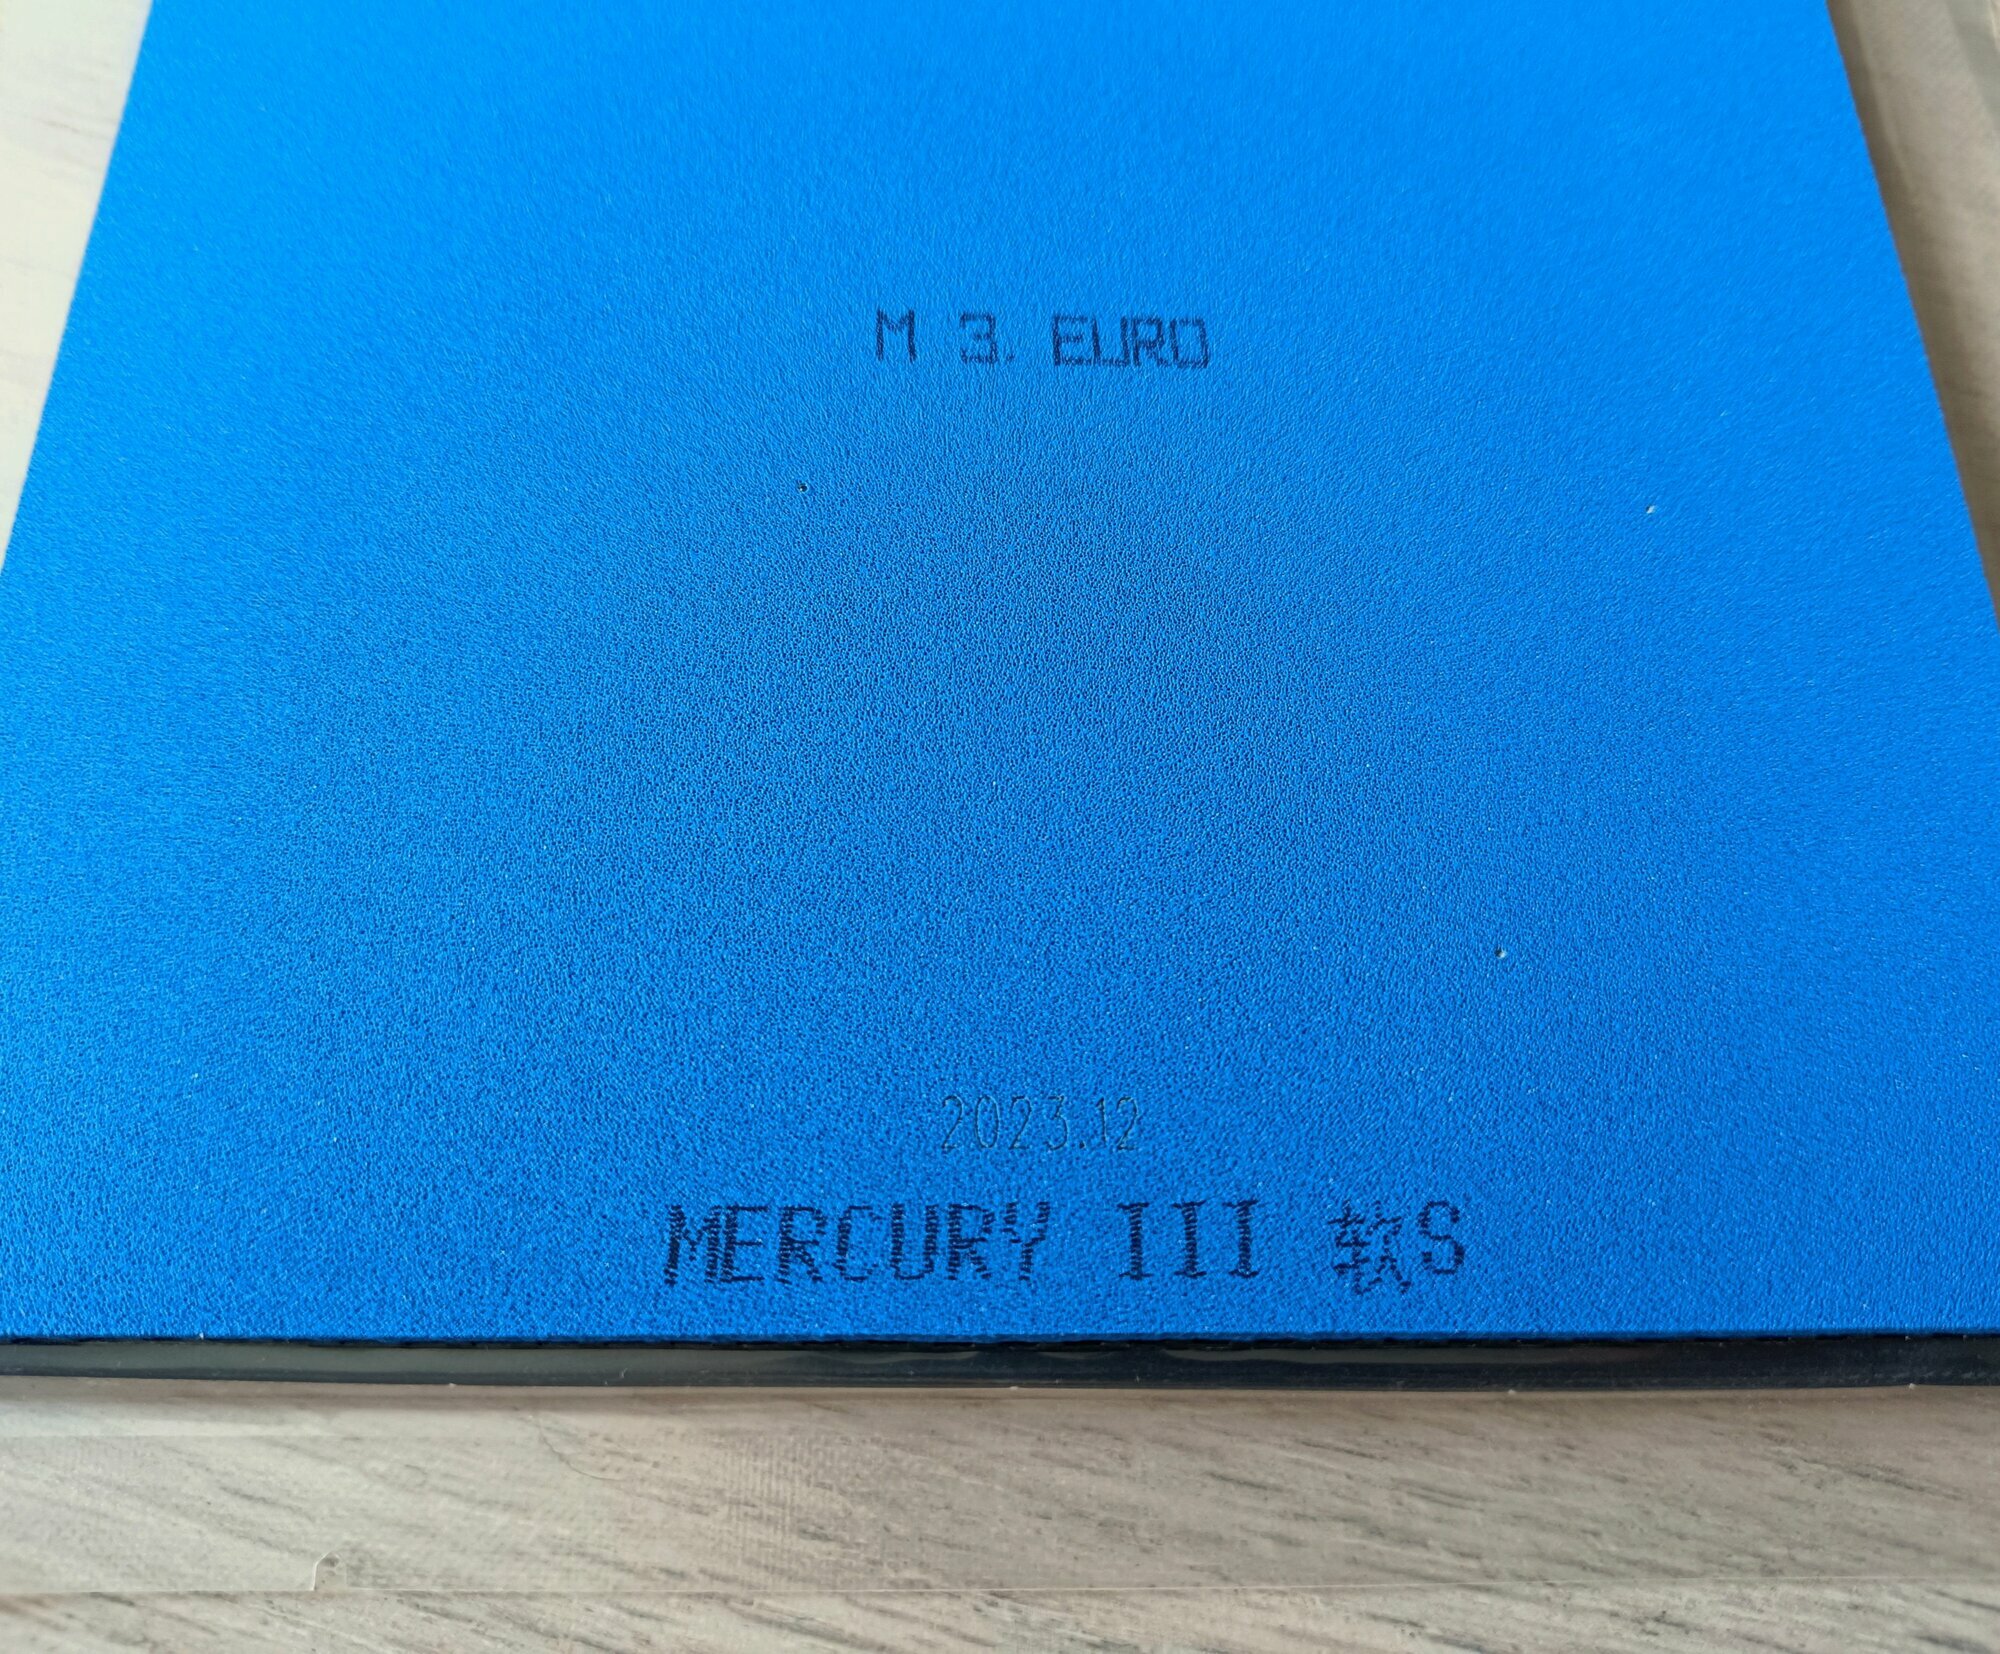 M 3. EURO
2023.12
MERCURY III 软S